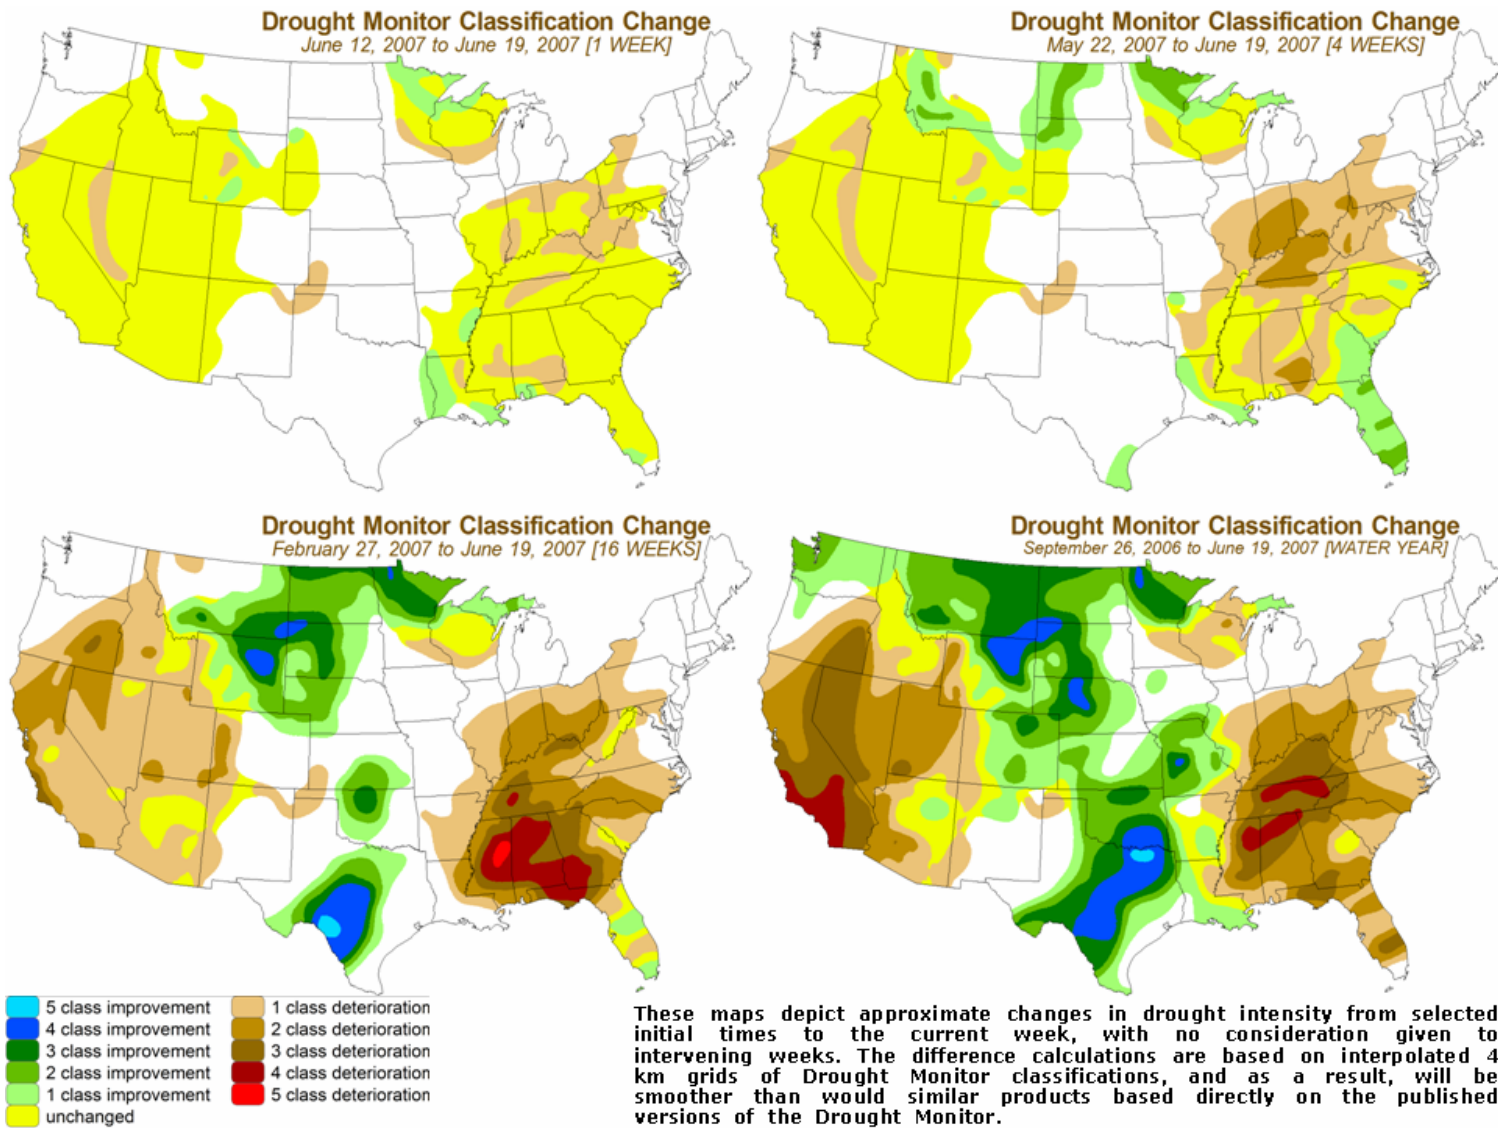 Drought Monitor Classification Change
June 12, 2007 to June 19, 2007 [1 WEEK]
Drought Monitor Classification Change
May 22, 2007 to June 19, 2007 [4 WEEKS]
Drought Monitor Classification Change
February 27, 2007 to June 19, 2007 [16 WEEKS]
Drought Monitor Classification Change
September 26, 2006 to June 19, 2007 [WATER YEAR]
5 class improvement
4 class improvement
3 class improvement
2 class improvement
1 class improvement
unchanged
1 class deterioration
2 class deterioration
3 class deterioration
4 class deterioration
5 class deterioration
These maps depict approximate changes in drought intensity from selected
initial times to the current week, with no consideration given to
intervening weeks. The difference calculations are based on interpolated 4
km grids of Drought Monitor classifications, and as a result, will be
smoother than would similar products based directly on the published
versions of the Drought Monitor.